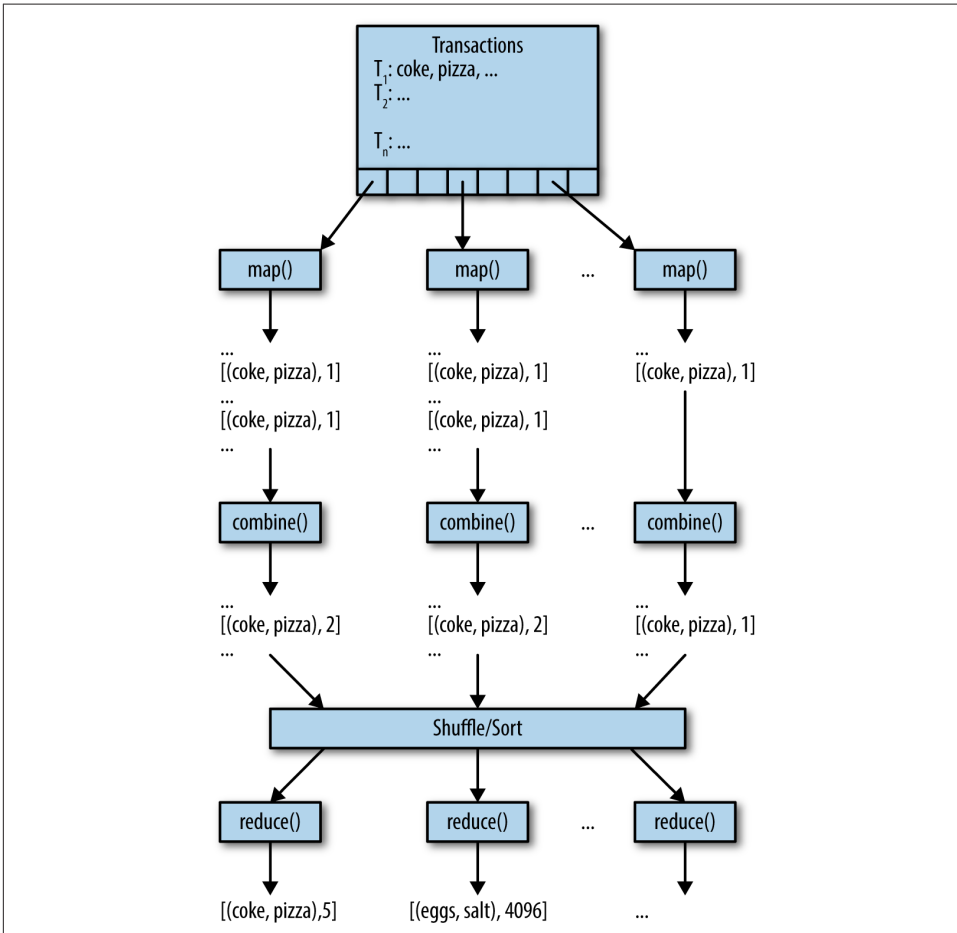 Transactions
T1: coke, pizza, ...
T2: ...
Tn: ...
map() map() ... map()
... ... ...
[(coke, pizza), 1] [(coke, pizza), 1] [(coke, pizza), 1]
... ...
[(coke, pizza), 1] [(coke, pizza), 1]
... ...
combine() combine() ... combine()
... ... ...
[(coke, pizza), 2] [(coke, pizza), 2] [(coke, pizza), 1]
... ... ...
Shuffle/Sort
reduce() reduce() ... reduce()
[(coke, pizza),5] [(eggs, salt), 4096] ...